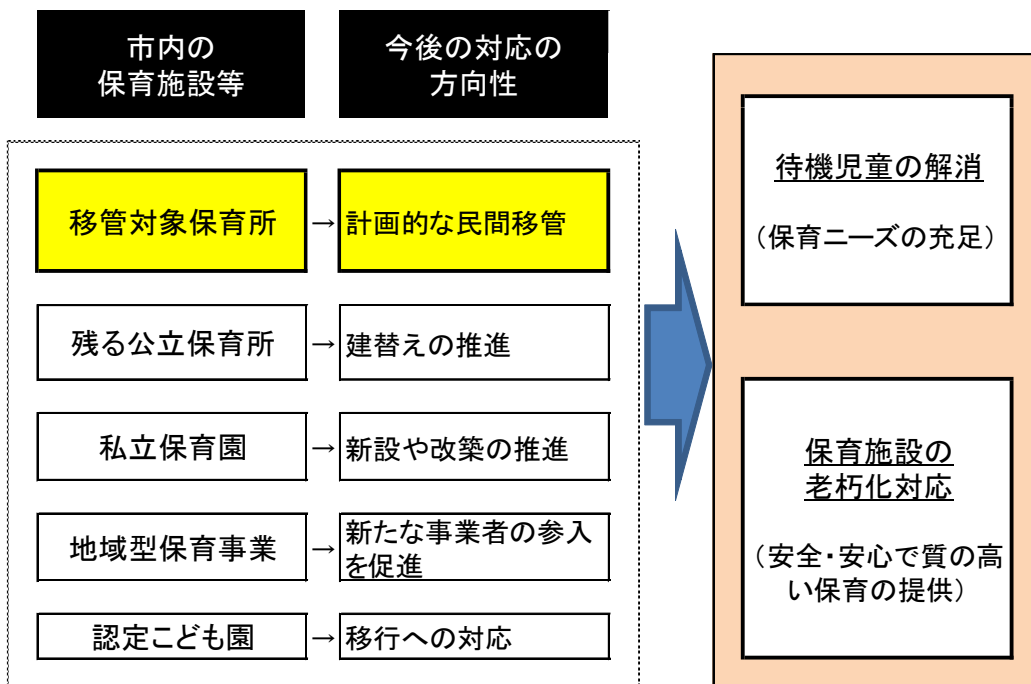 市内の
保育施設等
今後の対応の
方向性
移管対象保育所
→
計画的な民間移管
残る公立保育所
→
建替えの推進
私立保育園
→
新設や改築の推進
地域型保育事業
→
新たな事業者の参入
を促進
認定こども園
→
移行への対応
待機児童の解消
（保育ニーズの充足）
保育施設の
老朽化対応
（安全・安心で質の高
い保育の提供）